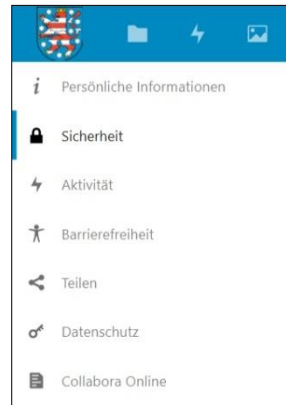 Persönliche Informationen
Sicherheit
Aktivität
Barrierefreiheit
Teilen
Datenschutz
Collabora Online